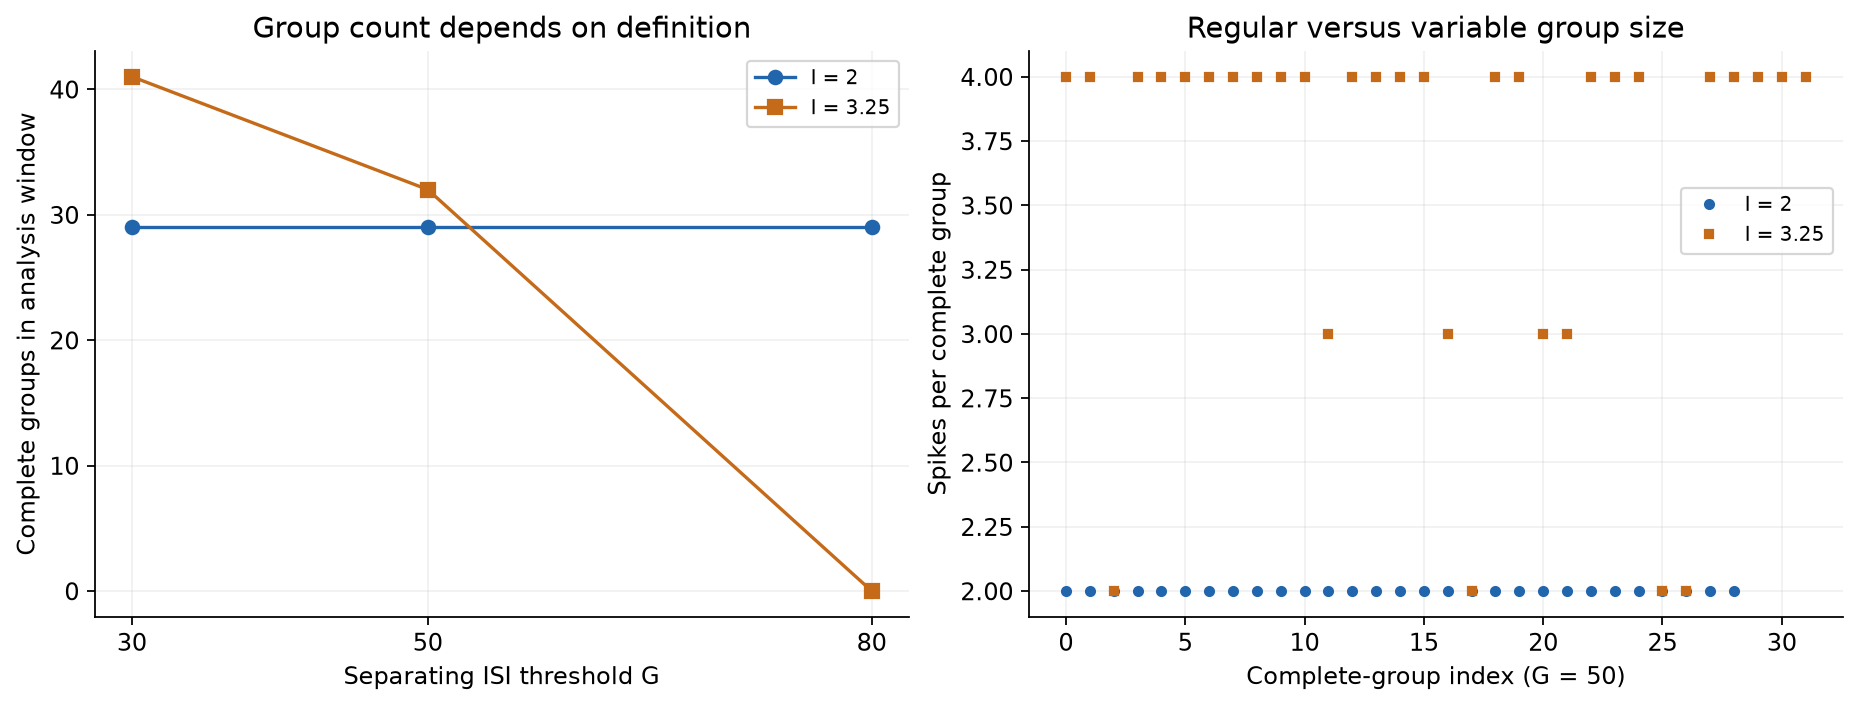 Group count depends on definition
Complete groups in analysis window
40
30
20
10
0
I = 2
I = 3.25
30 50 80
Separating ISI threshold G
Regular versus variable group size
Spikes per complete group
4.00
3.75
3.50
3.25
3.00
2.75
2.50
2.25
2.00
I = 2
I = 3.25
0 5 10 15 20 25 30
Complete-group index (G = 50)